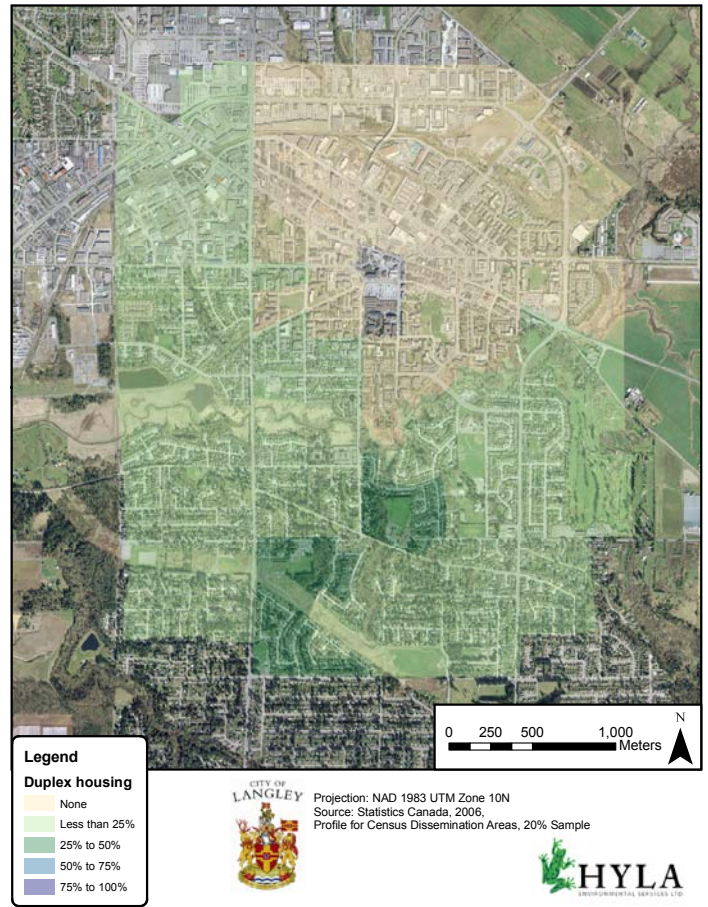 0 250 500 1,000
Meters
N
Legend
Duplex housing
None
Less than 25%
25% to 50%
50% to 75%
75% to 100%
CITY OF
LANGLEY
Projection: NAD 1983 UTM Zone 10N
Source: Statistics Canada, 2006,
Profile for Census Dissemination Areas, 20% Sample
HYLA
ENVIRONMENTAL SERVICES LTD.